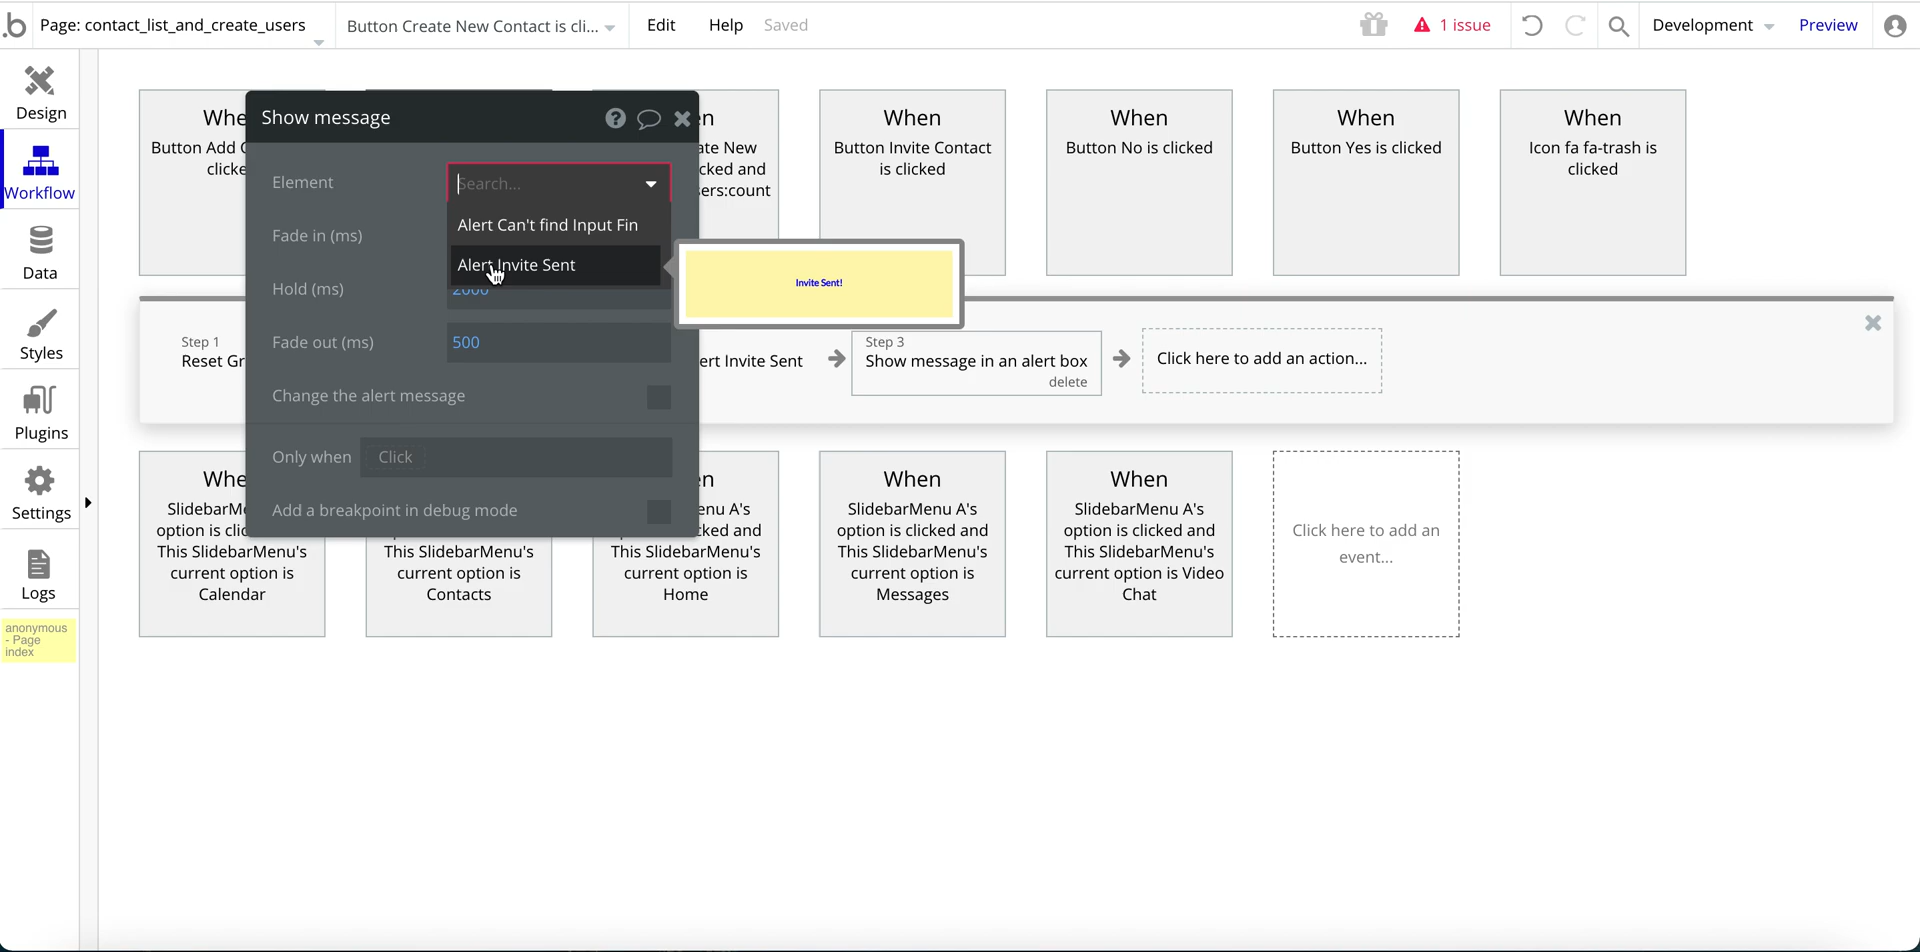 b Page: contact_list_and_create_users
Button Create New Contact is cli...
Edit
Help
Saved
1 issue
Development
Preview
Design
Workflow
Data
Styles
Plugins
Settings
Logs
anonymous
- Page
index
Whe
Button Add C
clicke
n
ate New
cked and
ers:count
When
Button Invite Contact
is clicked
When
Button No is clicked
When
Button Yes is clicked
When
Icon fa fa-trash is
clicked
Show message
Element
Search...
Alert Can't find Input Fin
Alert Invite Sent
Invite Sent!
Fade in (ms)
Hold (ms)
2000
Fade out (ms)
500
Change the alert message
Only when
Click
Add a breakpoint in debug mode
Step 1
Reset Gr
ert Invite Sent
Step 3
Show message in an alert box
delete
Click here to add an action...
Whe
SlidebarM
option is clic
This SlidebarMenu's
current option is
Calendar
This SlidebarMenu's
current option is
Contacts
n
enu A's
cked and
This SlidebarMenu's
current option is
Home
When
SlidebarMenu A's
option is clicked and
This SlidebarMenu's
current option is
Messages
When
SlidebarMenu A's
option is clicked and
This SlidebarMenu's
current option is Video
Chat
Click here to add an
event...